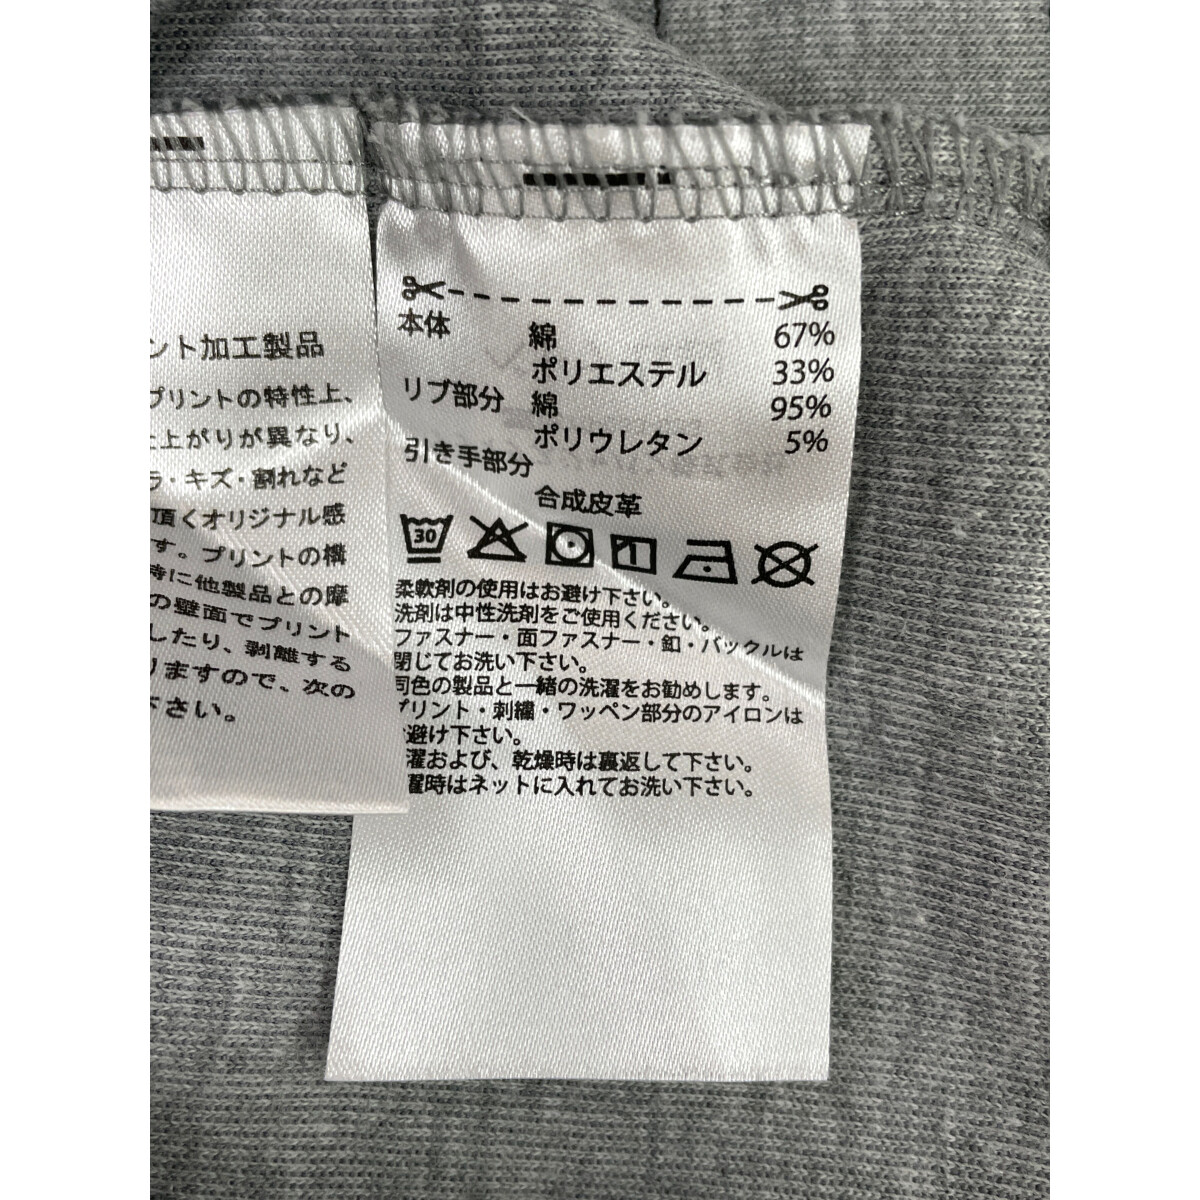 ント加工製品
プリントの特性上、
上がりが異なり、
ラ・キズ・割れなど
頂くオリジナル感
す。プリントの構
時に他製品との摩
の壁面でプリント
したり、剥離する
りますので、次の
下さい。
本体 綿 67%
ポリエステル 33%
リブ部分 綿 95%
ポリウレタン 5%
引き手部分
合成皮革
30
柔軟剤の使用はお避け下さい。
洗剤は中性洗剤をご使用ください。
ファスナー・面ファスナー・釦・バックルは
閉じてお洗い下さい。
同色の製品と一緒の洗濯をお勧めします。
プリント・刺繍・ワッペン部分のアイロンは
避け下さい。
濯および、乾燥時は裏返して下さい。
濯時はネットに入れてお洗い下さい。